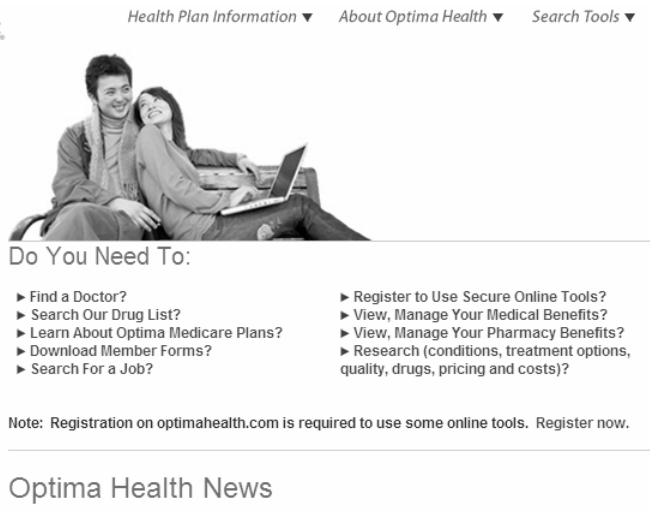 Health Plan Information ▼ About Optima Health ▼ Search Tools ▼
Do You Need To:
► Find a Doctor?
► Search Our Drug List?
► Learn About Optima Medicare Plans?
► Download Member Forms?
► Search For a Job?
► Register to Use Secure Online Tools?
► View, Manage Your Medical Benefits?
► View, Manage Your Pharmacy Benefits?
► Research (conditions, treatment options,
quality, drugs, pricing and costs)?
Note: Registration on optimahealth.com is required to use some online tools. Register now.
Optima Health News